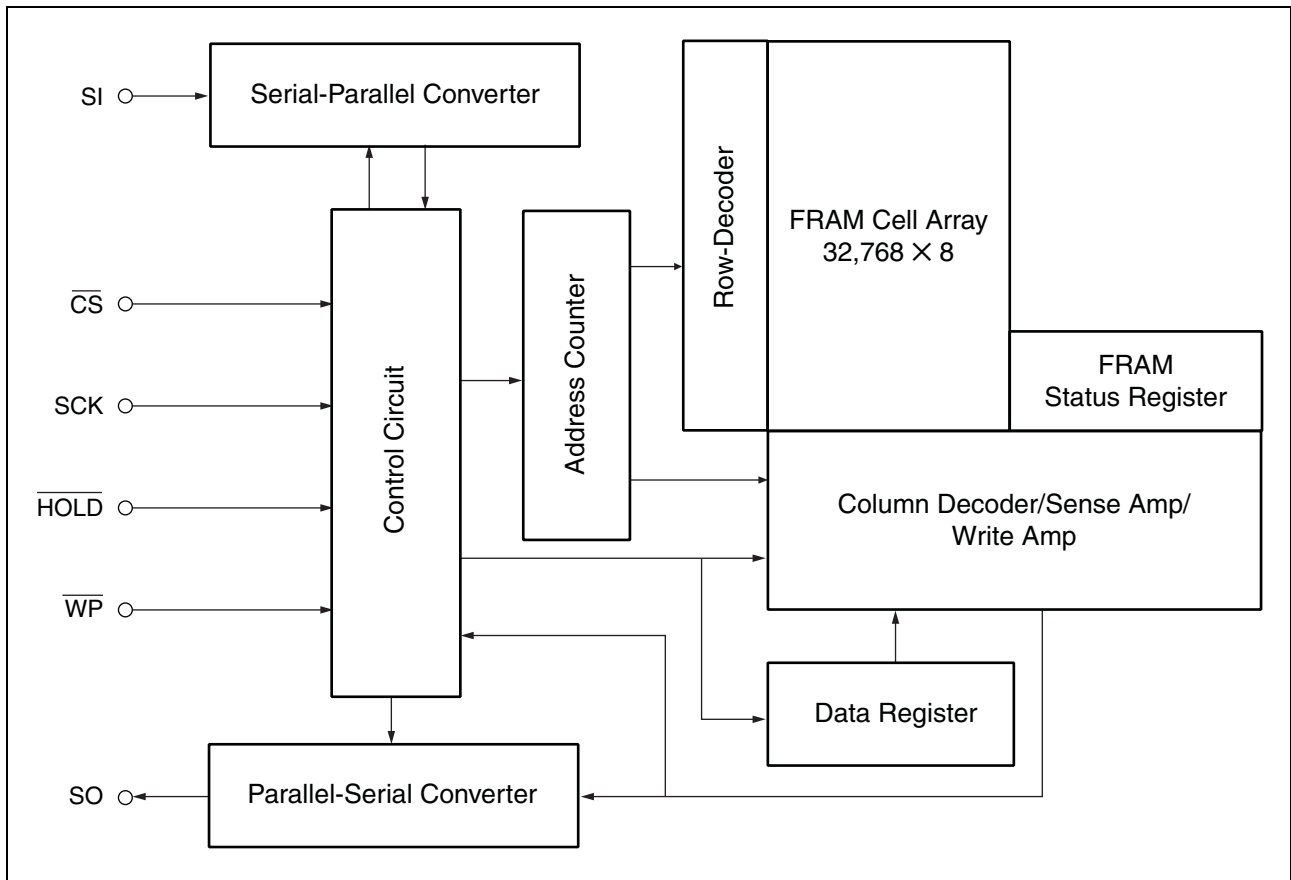 SI
Serial-Parallel Converter
CS
SCK
HOLD
WP
SO
Control Circuit
Address Counter
Row-Decoder
FRAM Cell Array
32,768 × 8
FRAM
Status Register
Column Decoder/Sense Amp/
Write Amp
Data Register
Parallel-Serial Converter